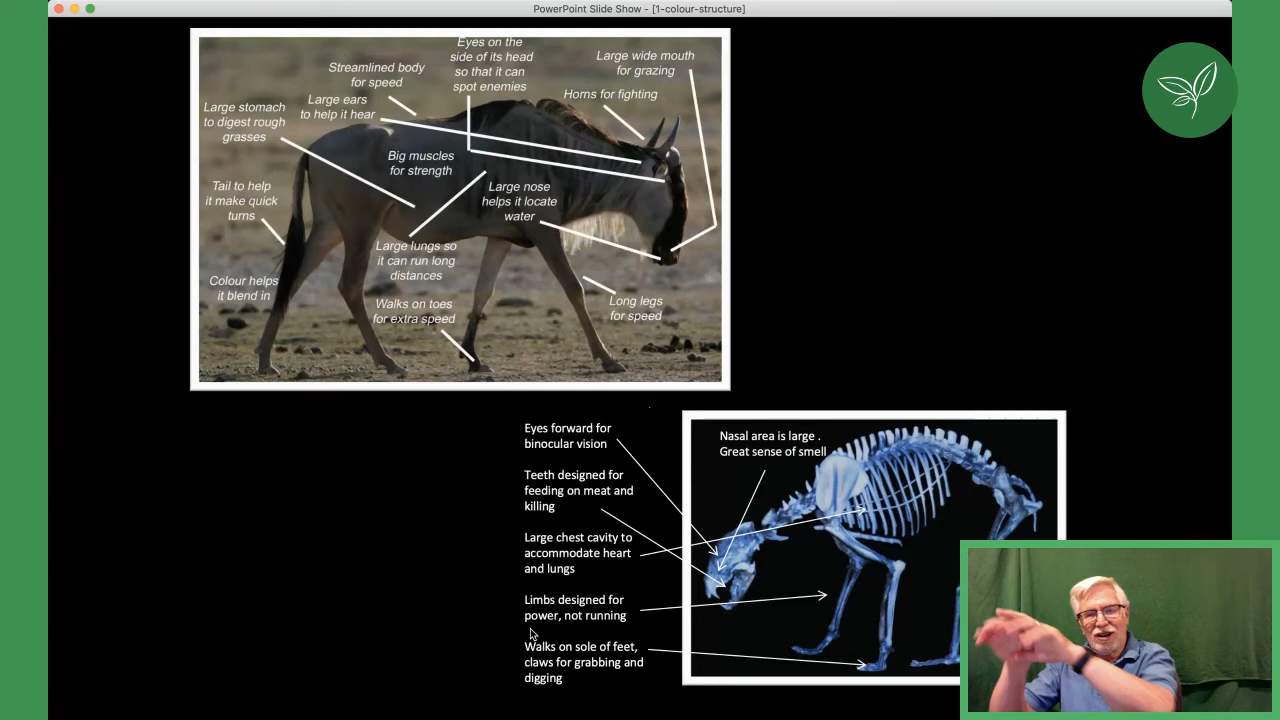 PowerPoint Slide Show - [1-colour-structure]
Eyes on the
side of its head
so that it can
spot enemies
Large wide mouth
for grazing
Streamlined body
for speed
Horns for fighting
Large ears
to help it hear
Large stomach
to digest rough
grasses
Big muscles
for strength
Tail to help
it make quick
turns
Large nose
helps it locate
water
Large lungs so
it can run long
distances
Colour helps
it blend in
Walks on toes
for extra speed
Long legs
for speed
Eyes forward for
binocular vision
Nasal area is large .
Great sense of smell
Teeth designed for
feeding on meat and
killing
Large chest cavity to
accommodate heart
and lungs
Limbs designed for
power, not running
Walks on sole of feet,
claws for grabbing and
digging